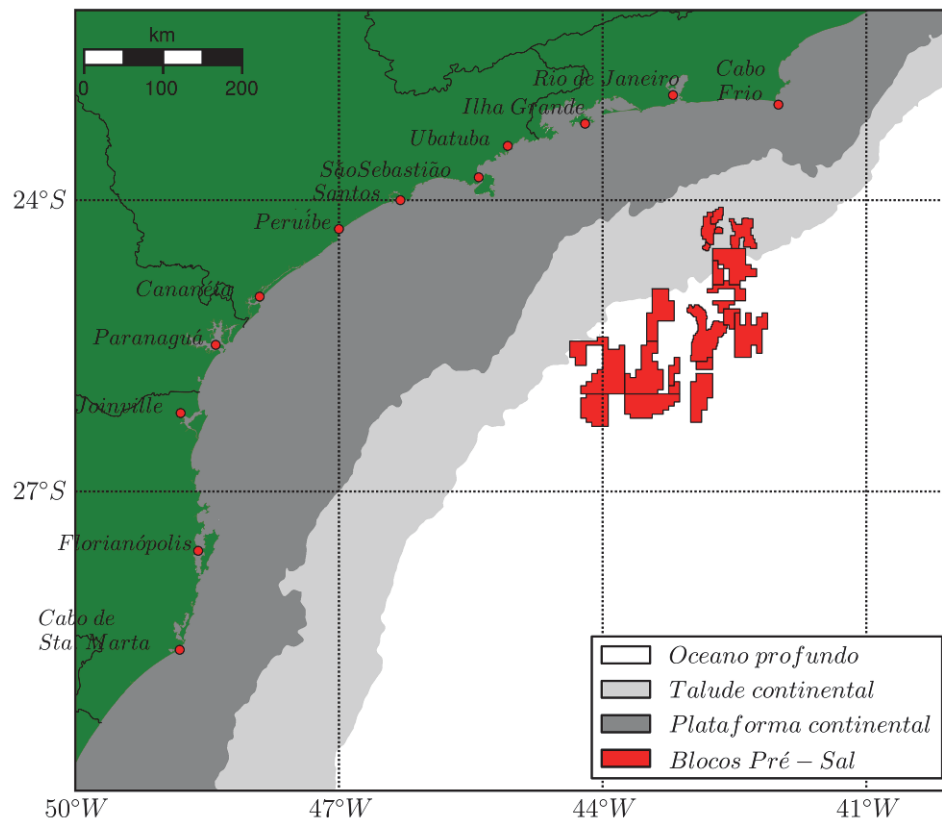 km
0 100 200
Rio de Janeiro
Cabo
Frio
Ilha Grande
Ubatuba
SãoSebastião
Santos
Peruíbe
Cananéia
Paranaguá
Joinville
Florianópolis
Cabo de
Sta Marta
24°S
27°S
50°W 47°W 44°W 41°W
Oceano profundo
Talude continental
Plataforma continental
Blocos Pré - Sal